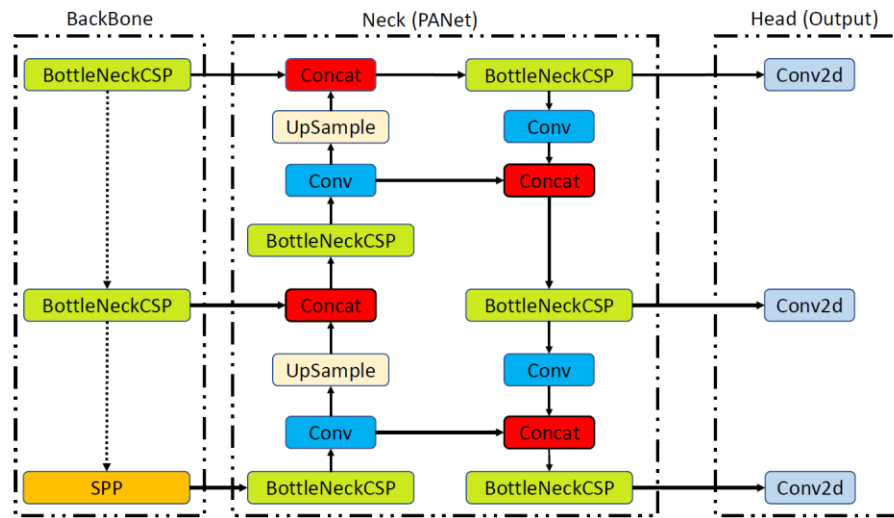 BackBone
Neck (PANet)
Head (Output)
BottleNeckCSP
Concat
BottleNeckCSP
Conv2d
UpSample
Conv
Conv
Concat
BottleNeckCSP
BottleNeckCSP
Concat
BottleNeckCSP
Conv2d
UpSample
Conv
Conv
Concat
SPP
BottleNeckCSP
BottleNeckCSP
Conv2d